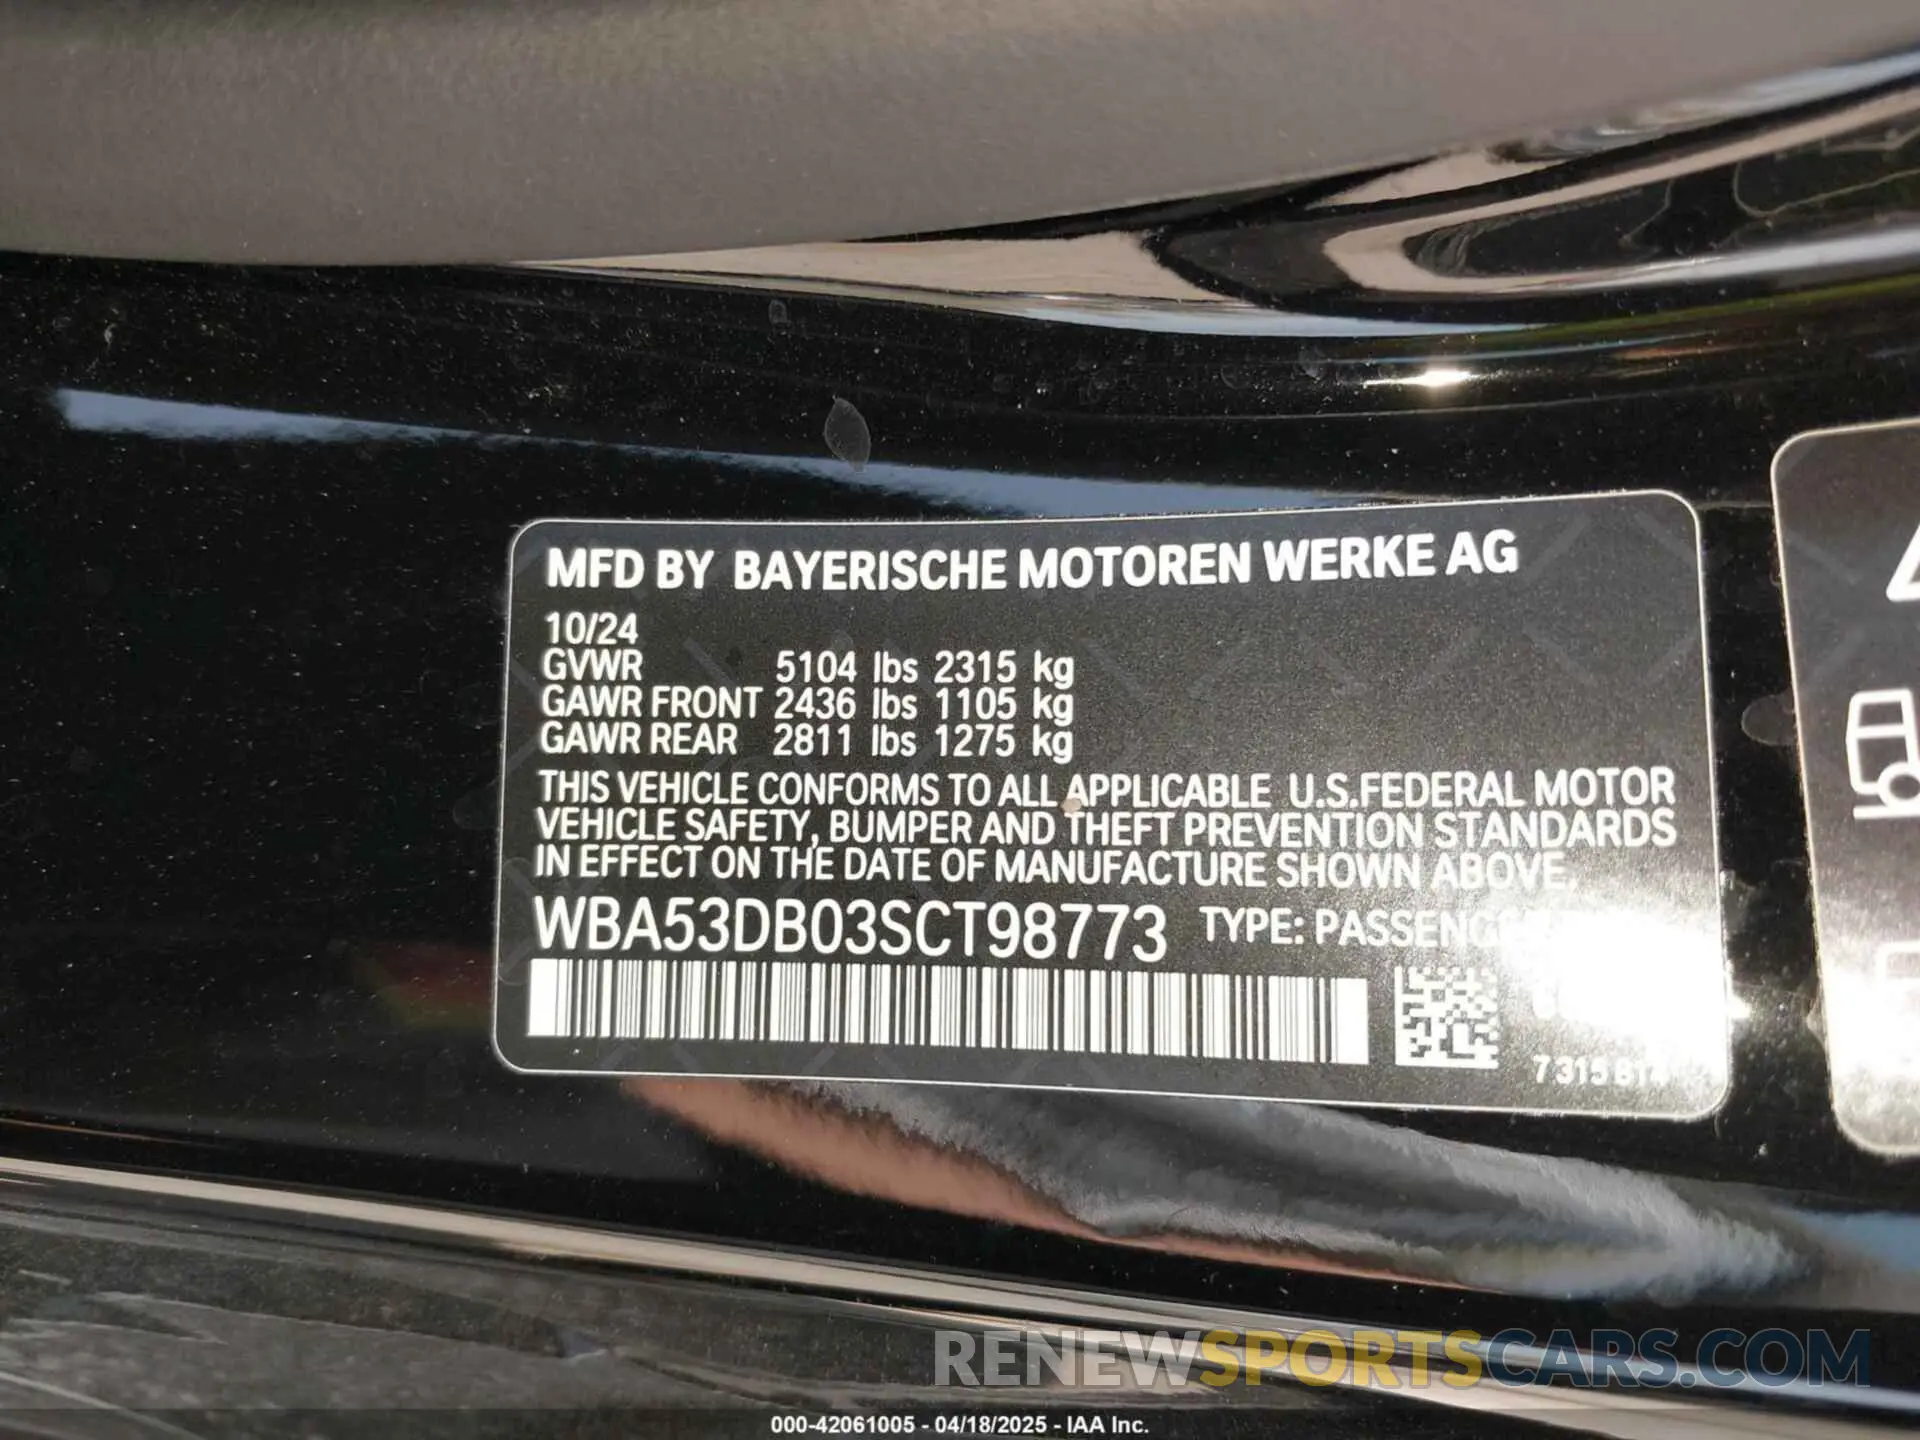 MFD BY BAYERISCHE MOTOREN WERKE AG
10/24
GVWR 5104 lbs 2315 kg
GAWR FRONT 2436 lbs 1105 kg
GAWR REAR 2811 lbs 1275 kg
THIS VEHICLE CONFORMS TO ALL APPLICABLE U.S.FEDERAL MOTOR
VEHICLE SAFETY, BUMPER AND THEFT PREVENTION STANDARDS
IN EFFECT ON THE DATE OF MANUFACTURE SHOWN ABOVE.
WBA53DB03SCT98773 TYPE:
7315
RENEWSPORTSCARS.COM
000-42061005 - 04/18/2025 - IAA Inc.